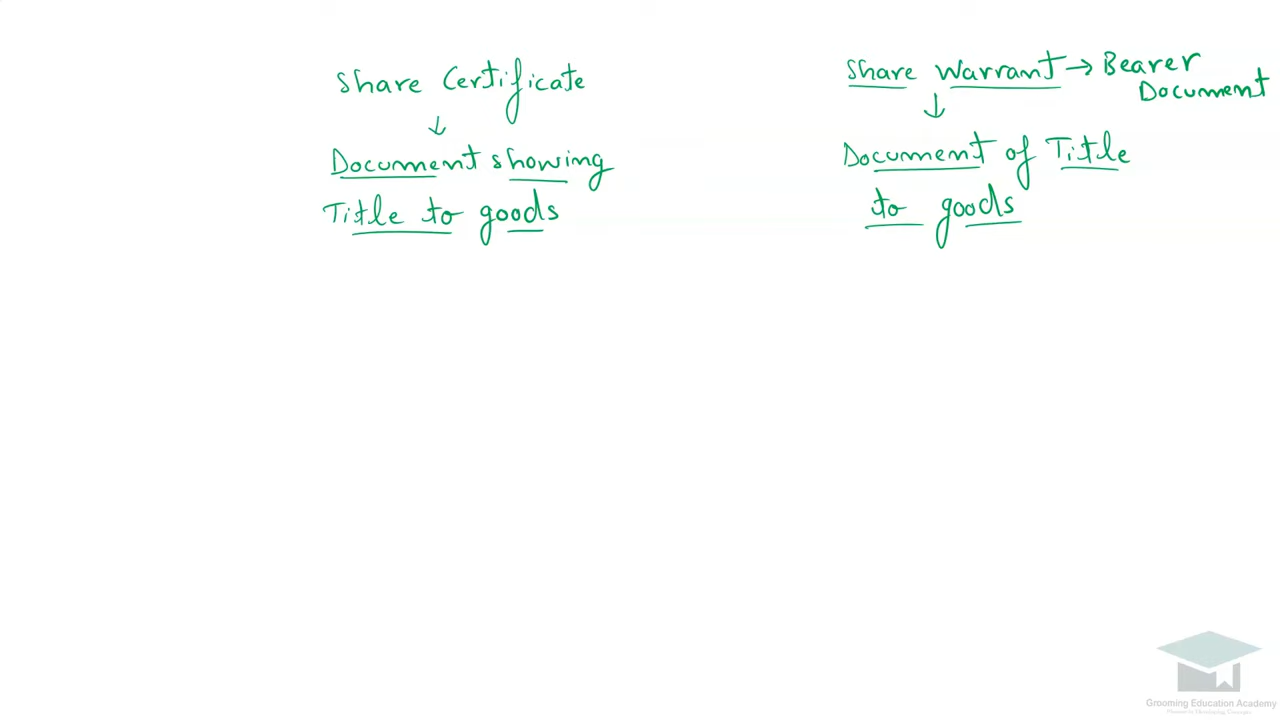 Share Certificate
↓
Document showing
Title to goods
Share Warrant → Bearer
Document
↓
Document of Title
to goods
Grooming Education Academy